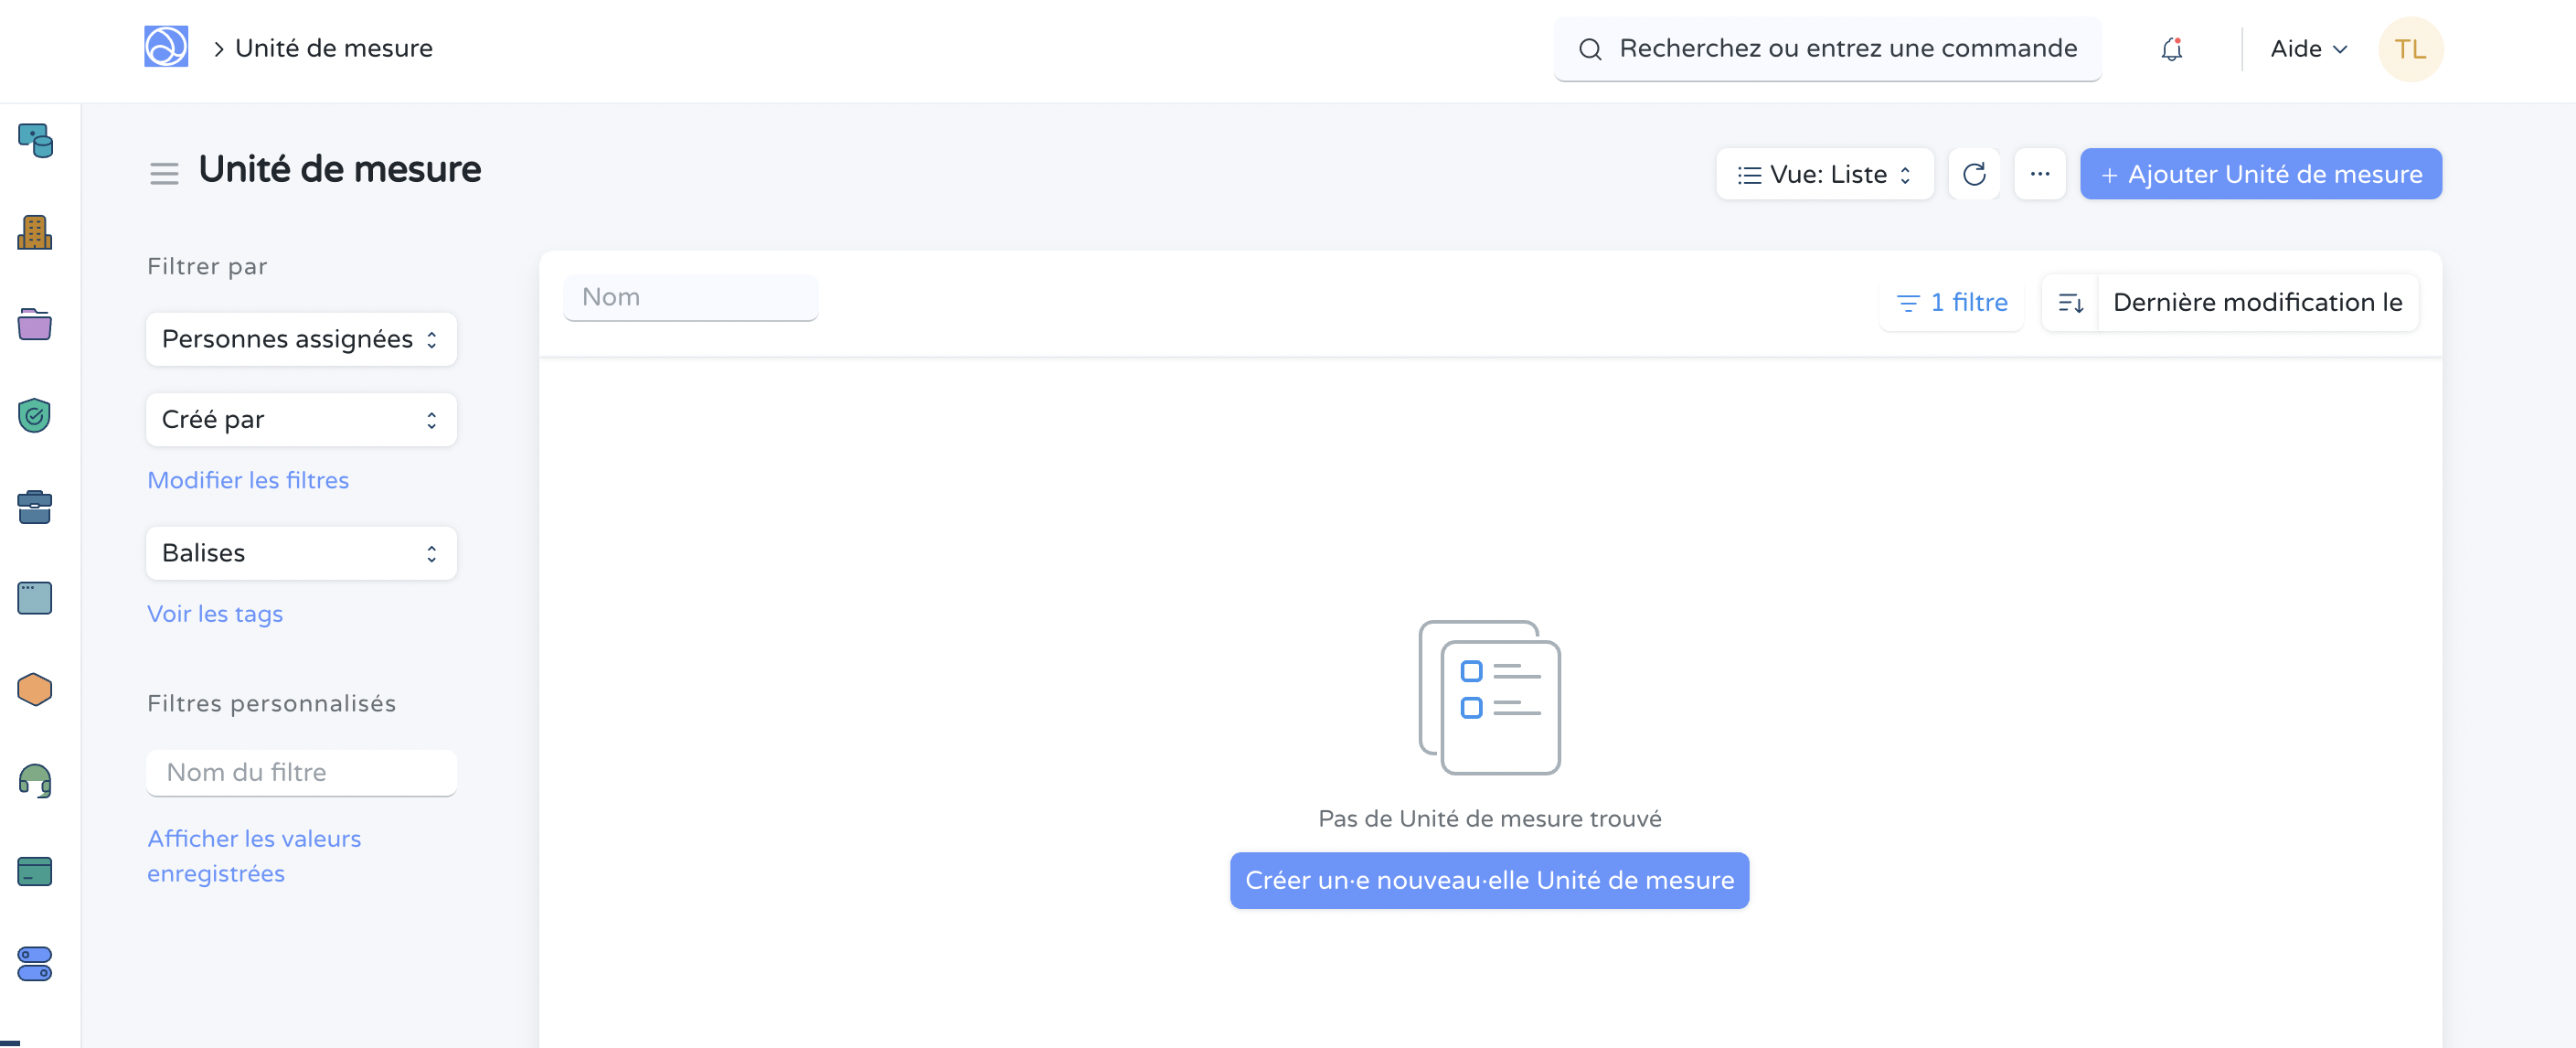 Unité de mesure
Recherchez ou entrez une commande
Aide
TL
Unité de mesure
Vue: Liste
+ Ajouter Unité de mesure
Filtrer par
Personnes assignées
Créé par
Modifier les filtres
Balises
Voir les tags
Filtres personnalisés
Nom du filtre
Afficher les valeurs
enregistrées
Nom
1 filtre
Dernière modification le
Pas de Unité de mesure trouvé
Créer un·e nouveau·elle Unité de mesure